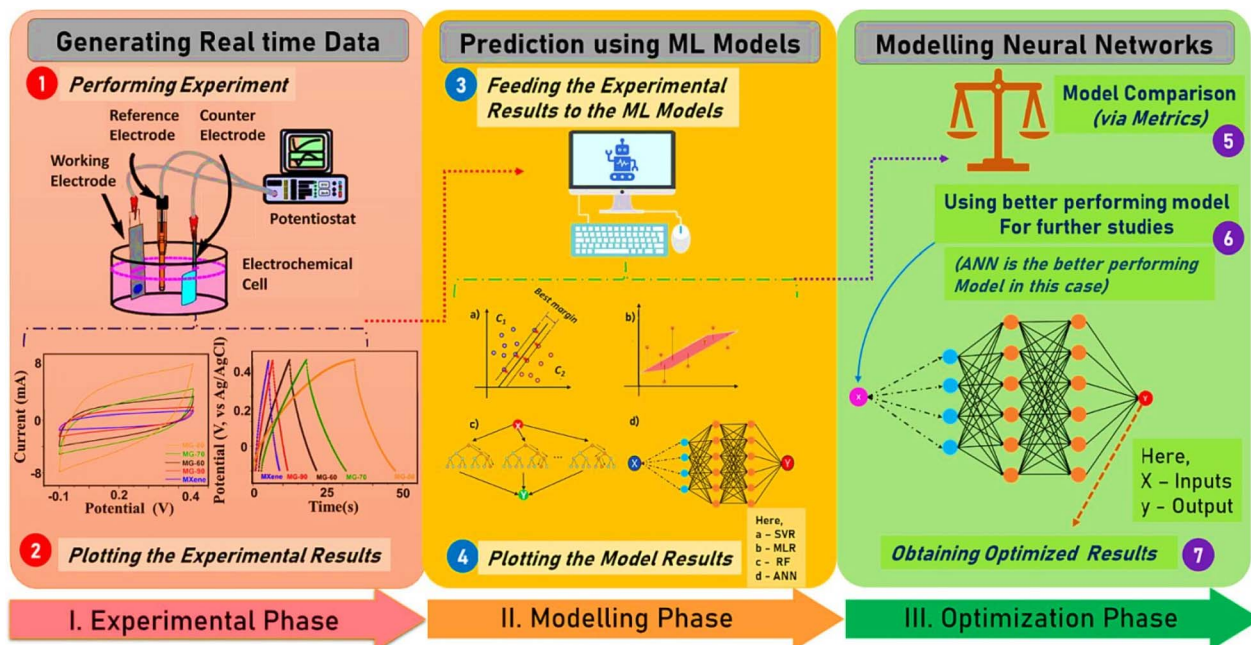 Generating Real time Data
1 Performing Experiment
Reference
Electrode
Counter
Electrode
Working
Electrode
Potentiostat
Electrochemical
Cell
Current (mA)
8
0
-8
MG-80
MG-70
MG-60
MG-90
MXene
-0.1 0.2 0.4
Potential (V)
Potential (V, vs Ag/AgCl)
0.4
0.2
0
MXene MG-90 MG-60 MG-70 MG-80
0 25 50
Time(s)
2 Plotting the Experimental Results
I. Experimental Phase
Prediction using ML Models
3 Feeding the Experimental
Results to the ML Models
a)
Best margin
C1
C2
b)
c)
X
Y
d)
X
Y
Here,
a – SVR
b – MLR
c – RF
d – ANN
4 Plotting the Model Results
II. Modelling Phase
Modelling Neural Networks
Model Comparison
(via Metrics)
5
Using better performing model
For further studies
6
(ANN is the better performing
Model in this case)
X
Y
Here,
X – Inputs
y – Output
Obtaining Optimized Results 7
III. Optimization Phase